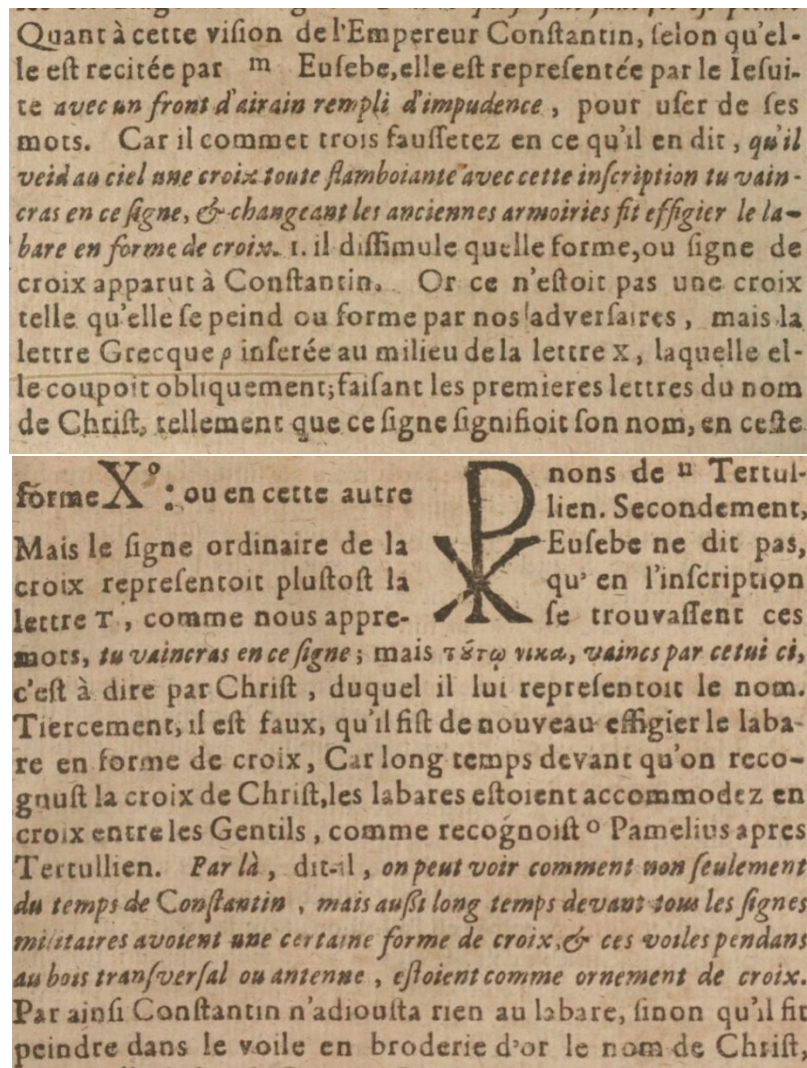 Quant à cette viſion de l'Empereur Conſtantin, ſelon qu'el-
le eſt recitée par m Euſebe, elle eſt repreſentée par le Ieſui-
te avec un front d'airain rempli d'impudence, pour uſer de ſes
mots. Car il commet trois fauſſetez en ce qu'il en dit, qu'il
veid au ciel une croix toute flamboiante avec cette inſcription tu vain-
cras en ce ſigne, & changeant les anciennes armoiries fit effigier le la-
bare en forme de croix. 1. il diſſimule quelle forme, ou ſigne de
croix apparut à Conſtantin. Or ce n'eſtoit pas une croix
telle qu'elle ſe peind ou forme par nos adverſaires, mais la
lettre Grecque ρ inſerée au milieu de la lettre X, laquelle el-
le coupoit obliquement; faiſant les premieres lettres du nom
de Chriſt, tellement que ce ſigne ſignifioit ſon nom, en ceſte
forme Xρ: ou en cette autre ☧
Mais le ſigne ordinaire de la
croix repreſentoit pluſtoſt la
lettre T, comme nous appre-
nons de u Tertul-
lien. Secondement,
Euſebe ne dit pas,
qu' en l'inſcription
ſe trouvaſſent ces
mots, tu vaincras en ce ſigne; mais τȣ́τῳ νικα, vaincs par cetui ci,
c'eſt à dire par Chriſt, duquel il lui repreſentoit le nom.
Tiercement, il eſt faux, qu'il fiſt de nouveau effigier le laba-
re en forme de croix, Car long temps devant qu'on reco-
gnuſt la croix de Chriſt, les labares eſtoient accommodez en
croix entre les Gentils, comme recognoiſt o Pamelius apres
Tertullien. Par là, dit-il, on peut voir comment non ſeulement
du temps de Conſtantin, mais auſſi long temps devant tous les ſignes
militaires avoient une certaine forme de croix, & ces voiles pendans
au bois tranſverſal ou antenne, eſtoient comme ornement de croix.
Par ainſi Conſtantin n'adiouſta rien au labare, ſinon qu'il fit
peindre dans le voile en broderie d'or le nom de Chriſt,